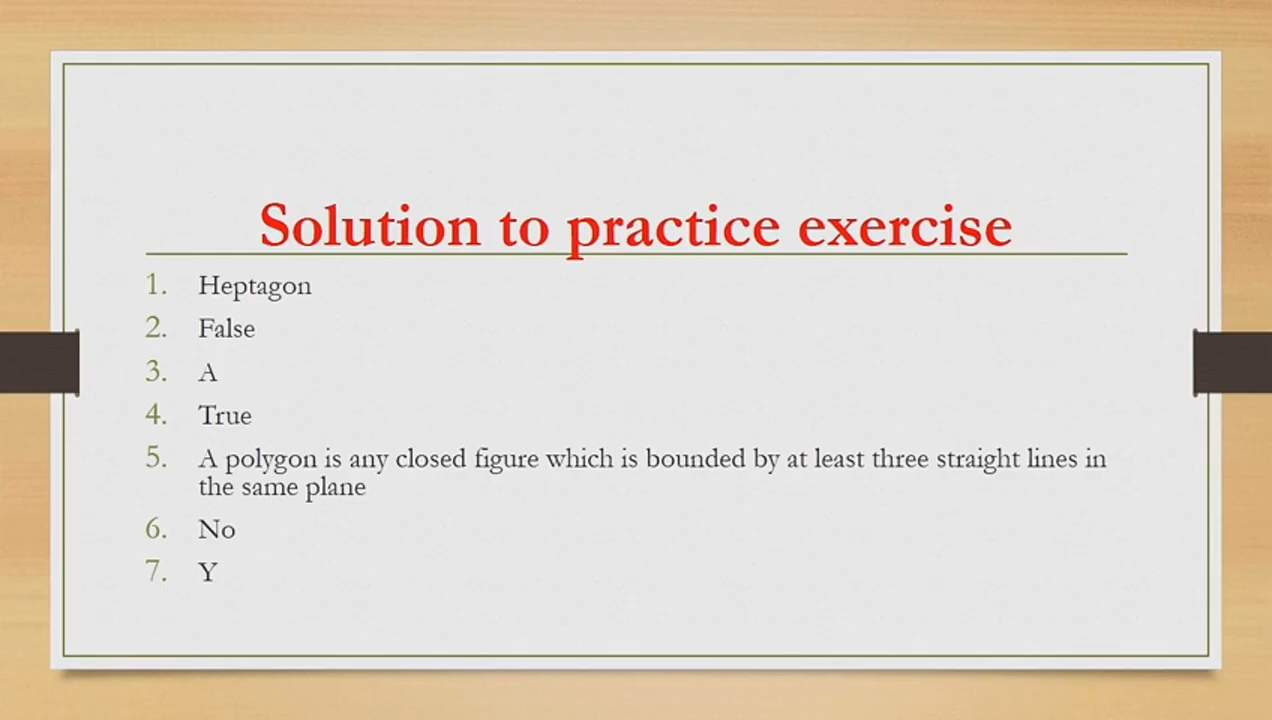 Solution to practice exercise
1. Heptagon
2. False
3. A
4. True
5. A polygon is any closed figure which is bounded by at least three straight lines in
the same plane
6. No
7. Y